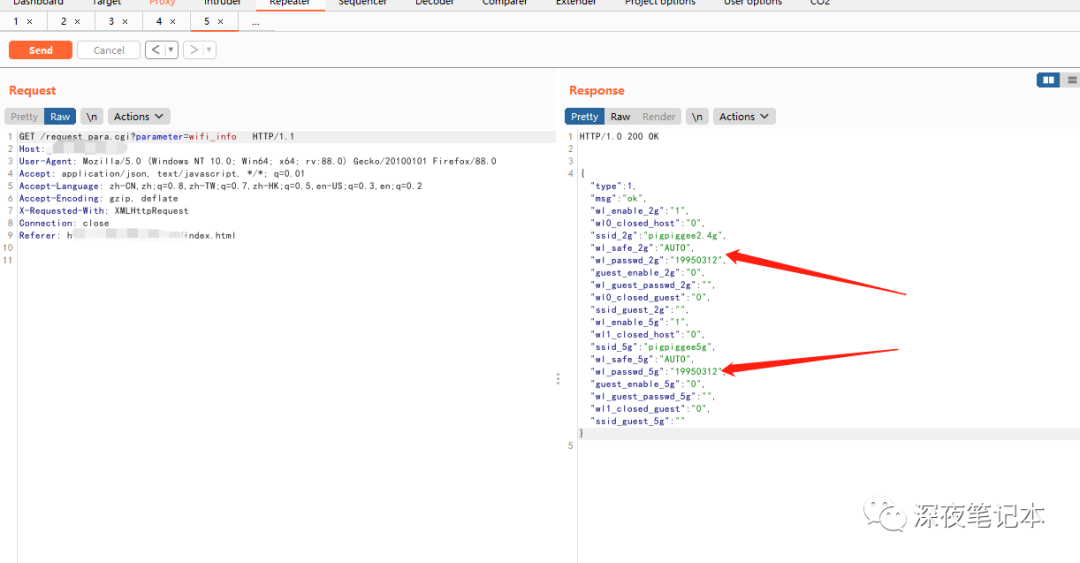 Dashboard Target Proxy Intruder Repeater Sequencer Decoder Comparer Extender Project options User options CO2
1 × 2 × 3 × 4 × 5 × ...
Send Cancel < ▼ > ▼
Request
Pretty Raw \n Actions
1 GET /request_para.cgi?parameter=wifi_info HTTP/1.1
2 Host:
3 User-Agent: Mozilla/5.0 (Windows NT 10.0; Win64; x64; rv:88.0) Gecko/20100101 Firefox/88.0
4 Accept: application/json, text/javascript, */*; q=0.01
5 Accept-Language: zh-CN,zh;q=0.8,zh-TW;q=0.7,zh-HK;q=0.5,en-US;q=0.3,en;q=0.2
6 Accept-Encoding: gzip, deflate
7 X-Requested-With: XMLHttpRequest
8 Connection: close
9 Referer: h /index.html
10
11
Response
Pretty Raw Render \n Actions
1 HTTP/1.0 200 OK
2
3
4 {
"type":1,
"msg":"ok",
"wl_enable_2g":"1",
"wl0_closed_host":"0",
"ssid_2g":"pigpiggee2.4g",
"wl_safe_2g":"AUTO",
"wl_passwd_2g":"19950312",
"guest_enable_2g":"0",
"wl_guest_passwd_2g":"",
"wl0_closed_guest":"0",
"ssid_guest_2g":"",
"wl_enable_5g":"1",
"wl1_closed_host":"0",
"ssid_5g":"pigpiggee5g",
"wl_safe_5g":"AUTO",
"wl_passwd_5g":"19950312",
"guest_enable_5g":"0",
"wl_guest_passwd_5g":"",
"wl1_closed_guest":"0",
"ssid_guest_5g":""
}
5
深夜笔记本